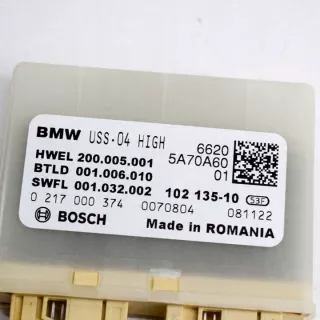 BMW USS-04 HIGH 6620
HWEL 200.005.001 5A70A60
BTLD 001.006.010 01
SWFL 001.032.002 102 135-10 53F
0 217 000 374 0070804 081122
BOSCH Made in ROMANIA